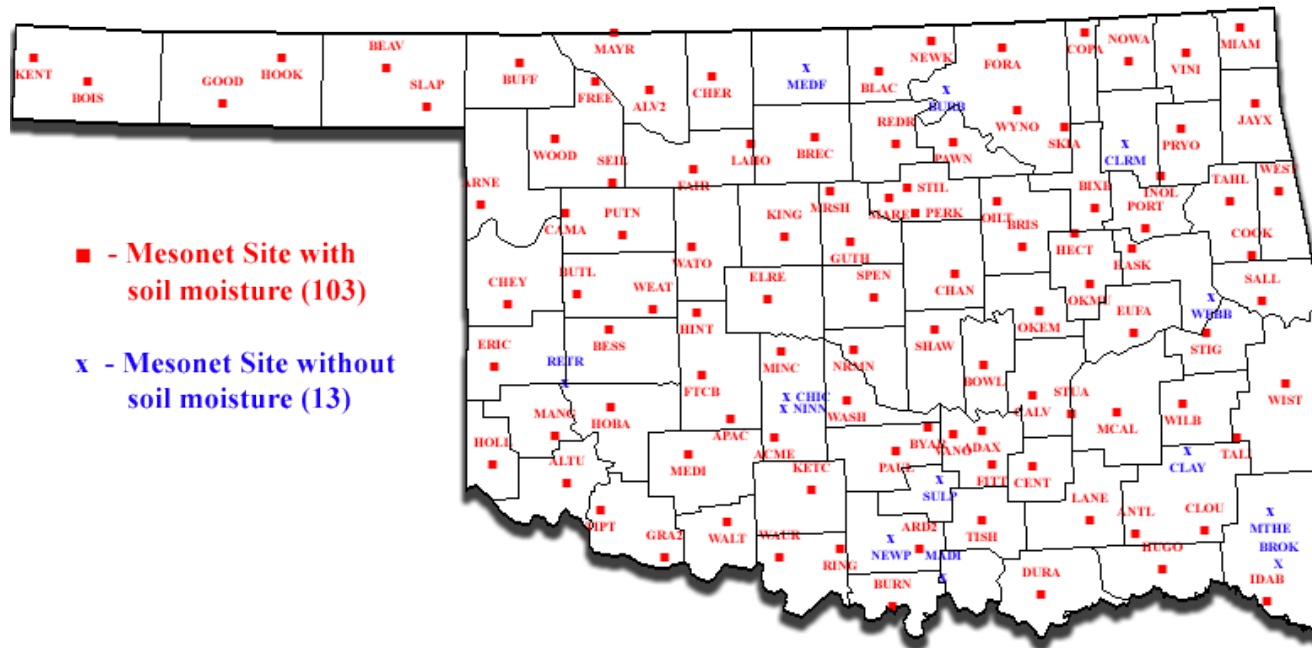 MAYR
BEAV
NEWK
COPA
NOWA
MIAM
KENT
HOOK
BUFF
FORA
VINI
BOIS
GOOD
SLAP
FREE
ALV2
CHER
MEDF
BLAC
BURB
REDR
WYNO
JAYX
WOOD
SEIL
LAHO
BREC
PAWN
SKIA
CLRM
PRYO
FAIR
STIL
BIXB
INOL
TAHL
WEST
ARNE
PUTN
KING
MRSH
MARE
PERK
OILT
BRIS
PORT
CAMA
HECT
COOK
WATO
GUTH
HASK
■ - Mesonet Site with
soil moisture (103)
CHEY
BUTL
WEAT
ELRE
SPEN
CHAN
OKMU
EUFA
SALL
HINT
OKEM
WEBB
ERIC
RETR
BESS
MINC
NRMN
SHAW
STIG
x - Mesonet Site without
soil moisture (13)
FTCB
BOWL
STUA
CHIC
NINN
WASH
CALV
WIST
MANG
HOBA
APAC
BYAR
VANO
ADAX
MCAL
WILB
HOLL
ALTU
MEDI
ACME
KETC
PAUL
FITT
CENT
CLAY
TALI
SULP
LANE
TIPT
GRA2
WALT
WAUR
ARD2
TISH
ANTL
CLOU
MTHE
RING
NEWP
MADI
HUGO
BROK
BURN
DURA
IDAB